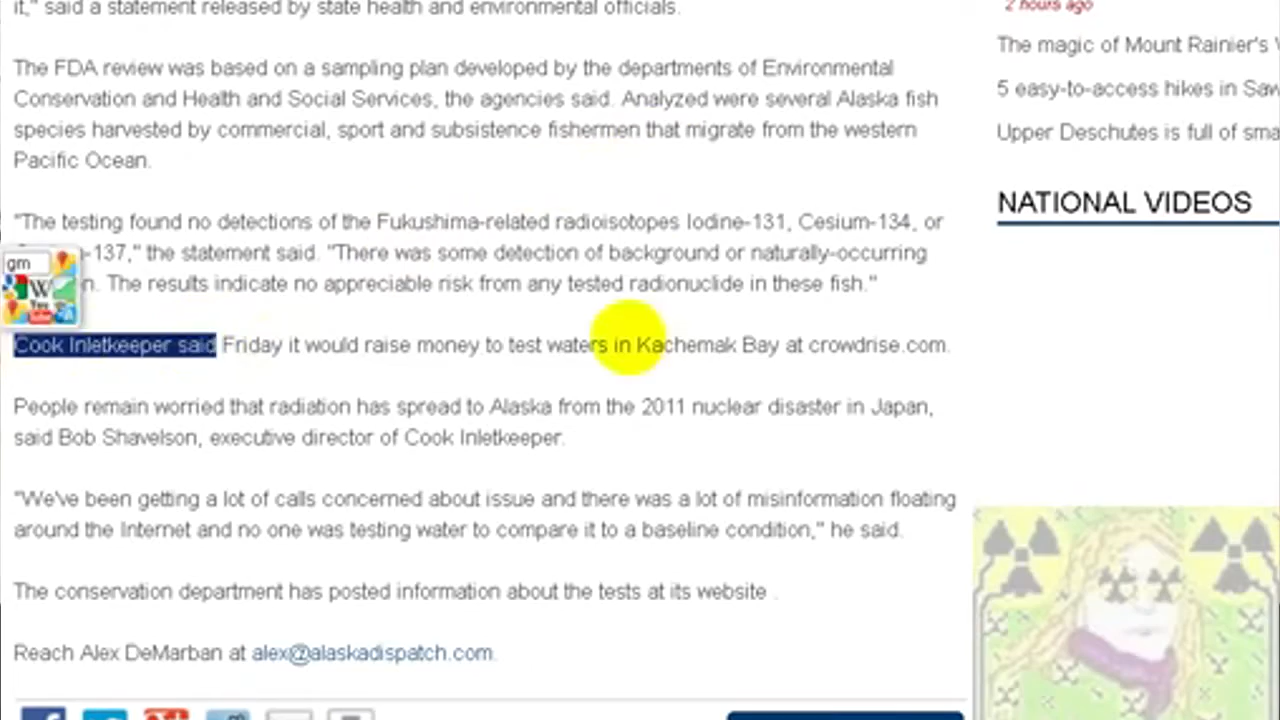 it," said a statement released by state health and environmental officials.
The FDA review was based on a sampling plan developed by the departments of Environmental
Conservation and Health and Social Services, the agencies said. Analyzed were several Alaska fish
species harvested by commercial, sport and subsistence fishermen that migrate from the western
Pacific Ocean.
"The testing found no detections of the Fukushima-related radioisotopes Iodine-131, Cesium-134, or
-137," the statement said. "There was some detection of background or naturally-occurring
n. The results indicate no appreciable risk from any tested radionuclide in these fish."
Cook Inletkeeper said Friday it would raise money to test waters in Kachemak Bay at crowdrise.com.
People remain worried that radiation has spread to Alaska from the 2011 nuclear disaster in Japan,
said Bob Shavelson, executive director of Cook Inletkeeper.
"We've been getting a lot of calls concerned about issue and there was a lot of misinformation floating
around the Internet and no one was testing water to compare it to a baseline condition," he said.
The conservation department has posted information about the tests at its website .
Reach Alex DeMarban at alex@alaskadispatch.com.
gm
W
You
Tube
2 hours ago
The magic of Mount Rainier's
5 easy-to-access hikes in Saw
Upper Deschutes is full of sma
NATIONAL VIDEOS